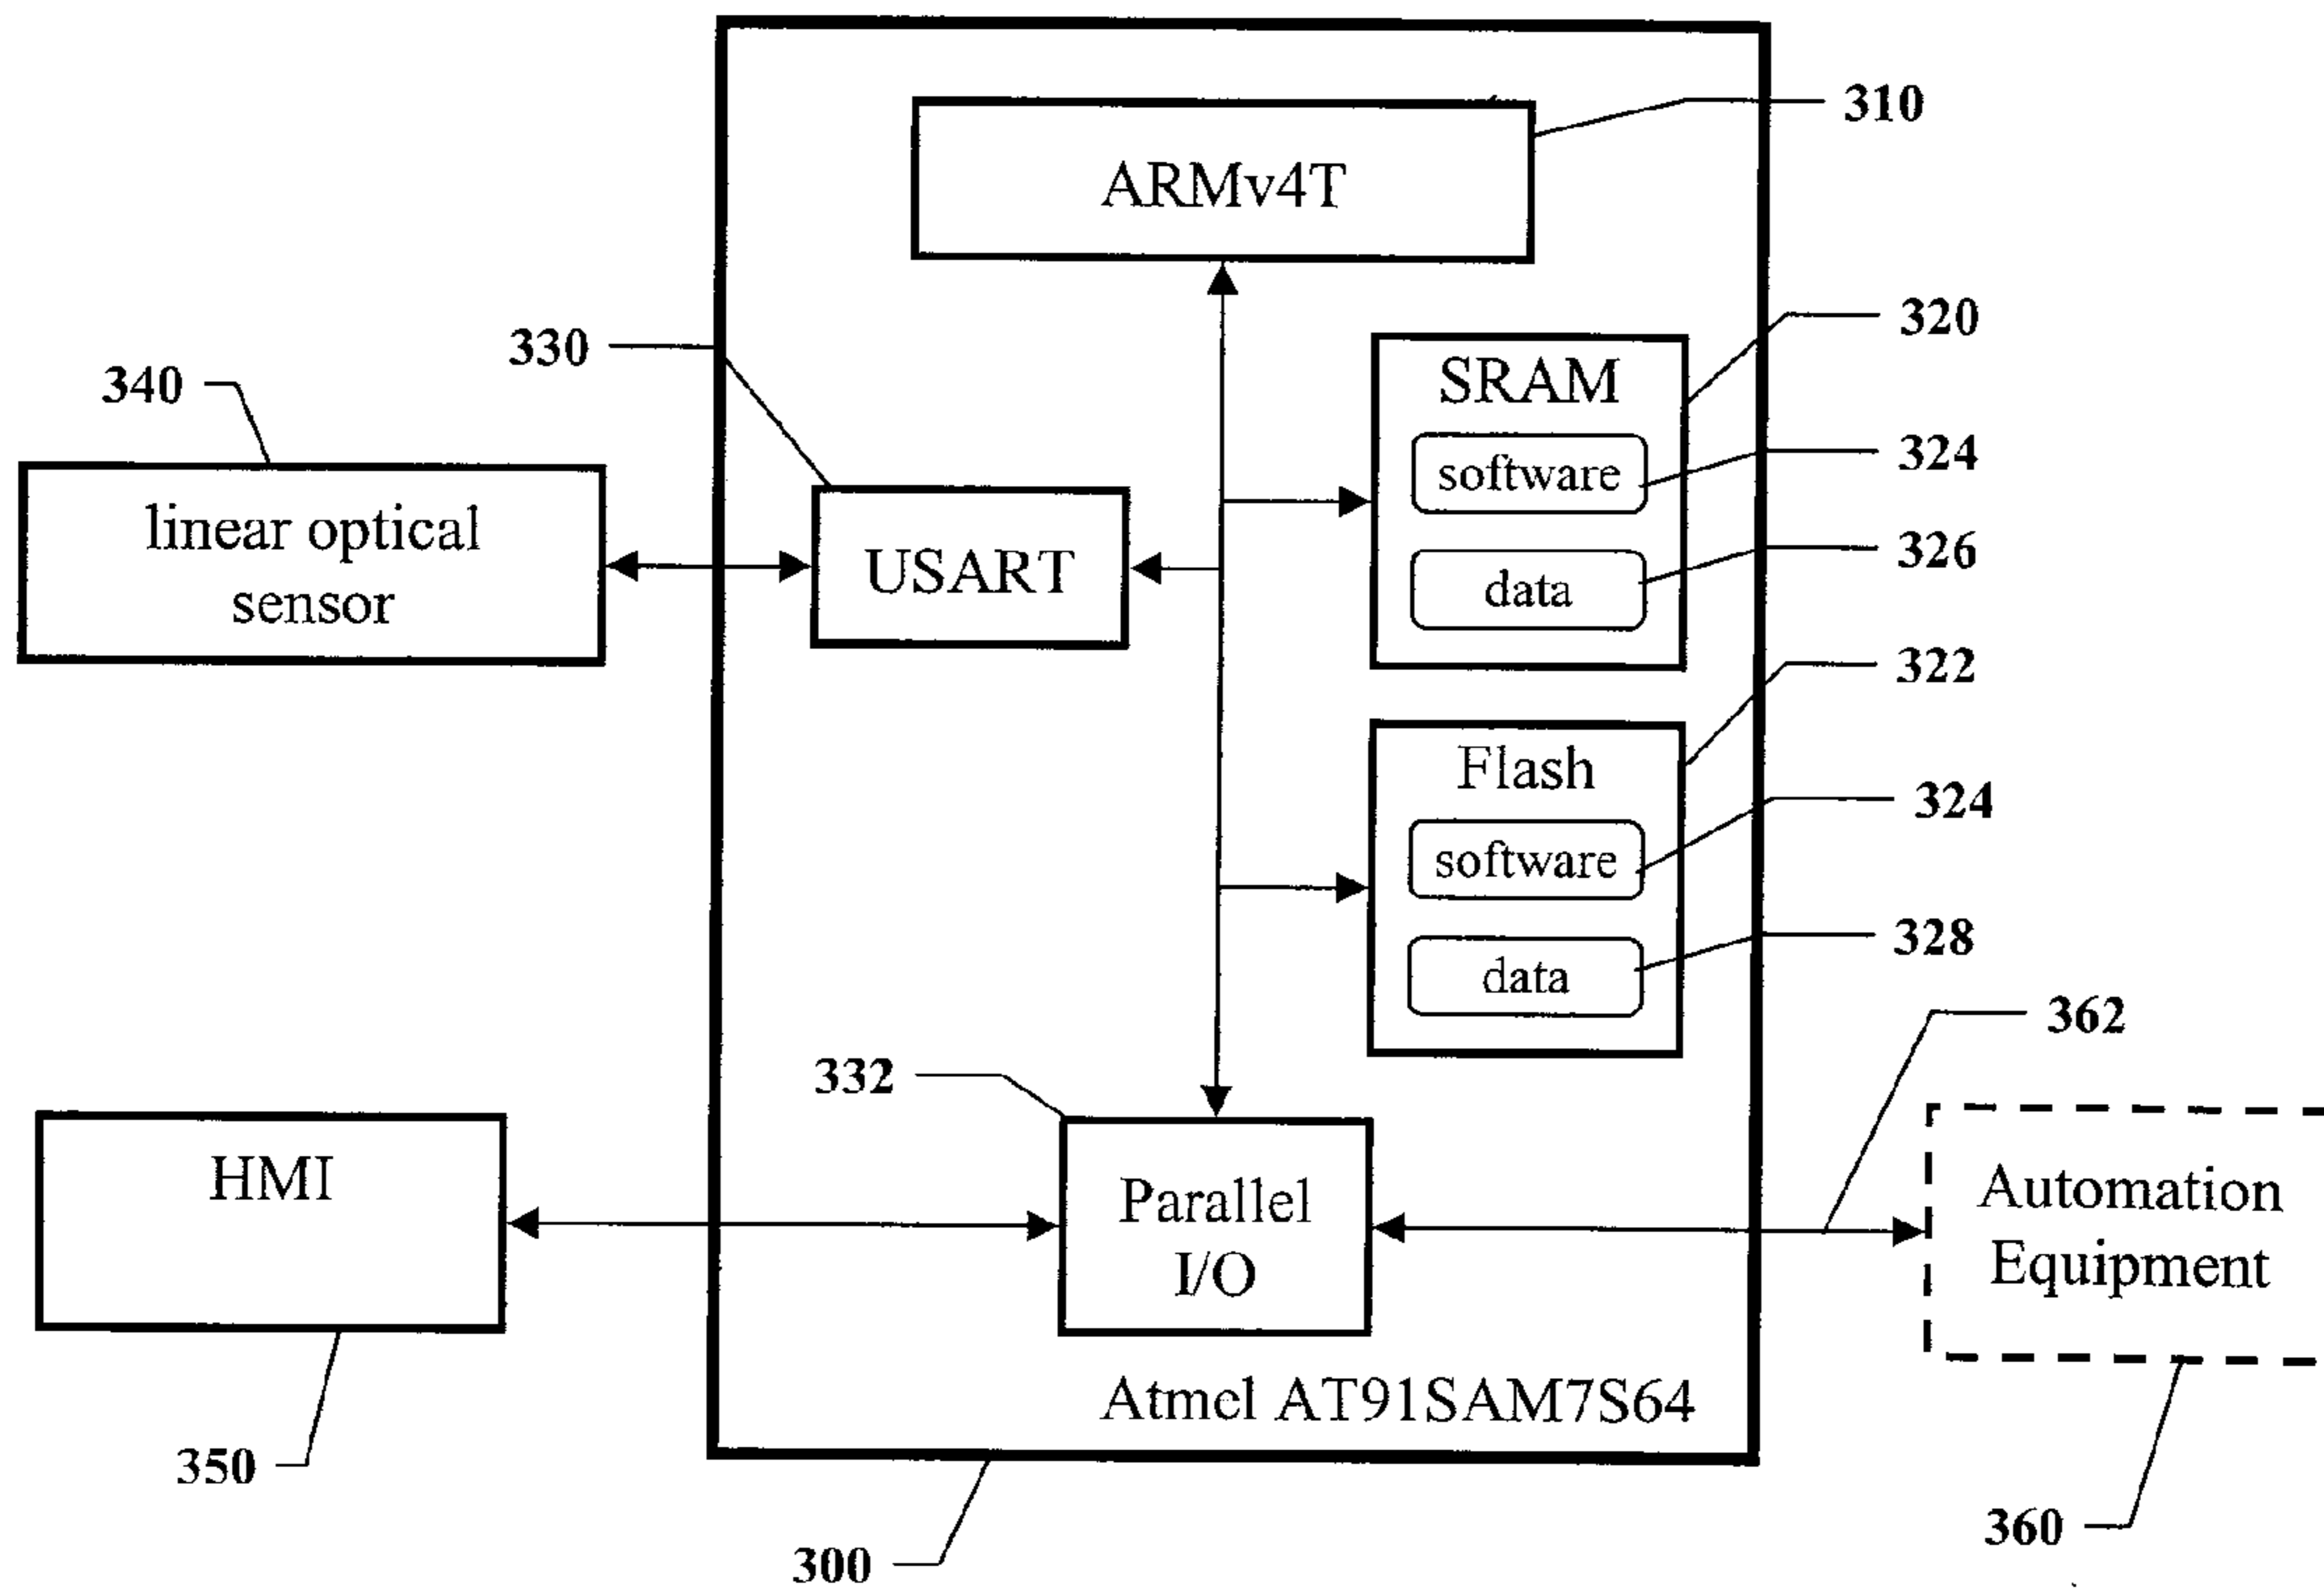 310
ARMv4T
320
330
SRAM
340
324
software
linear optical
sensor
326
USART
data
322
Flash
324
software
328
data
362
332
HMI
Parallel
I/O
Automation
Equipment
Atmel AT91SAM7S64
350
360
300